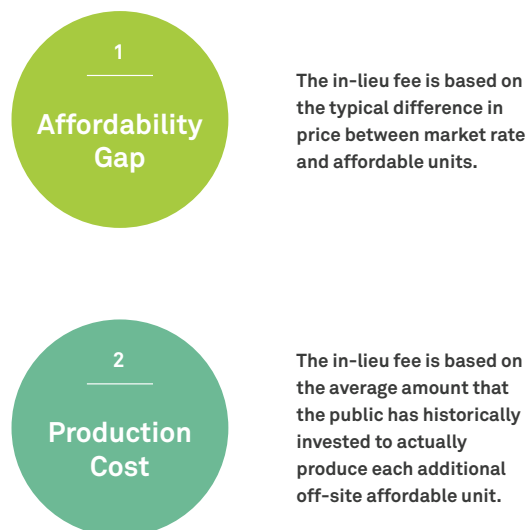 1
Affordability
Gap
The in-lieu fee is based on
the typical difference in
price between market rate
and affordable units.
2
Production
Cost
The in-lieu fee is based on
the average amount that
the public has historically
invested to actually
produce each additional
off-site affordable unit.